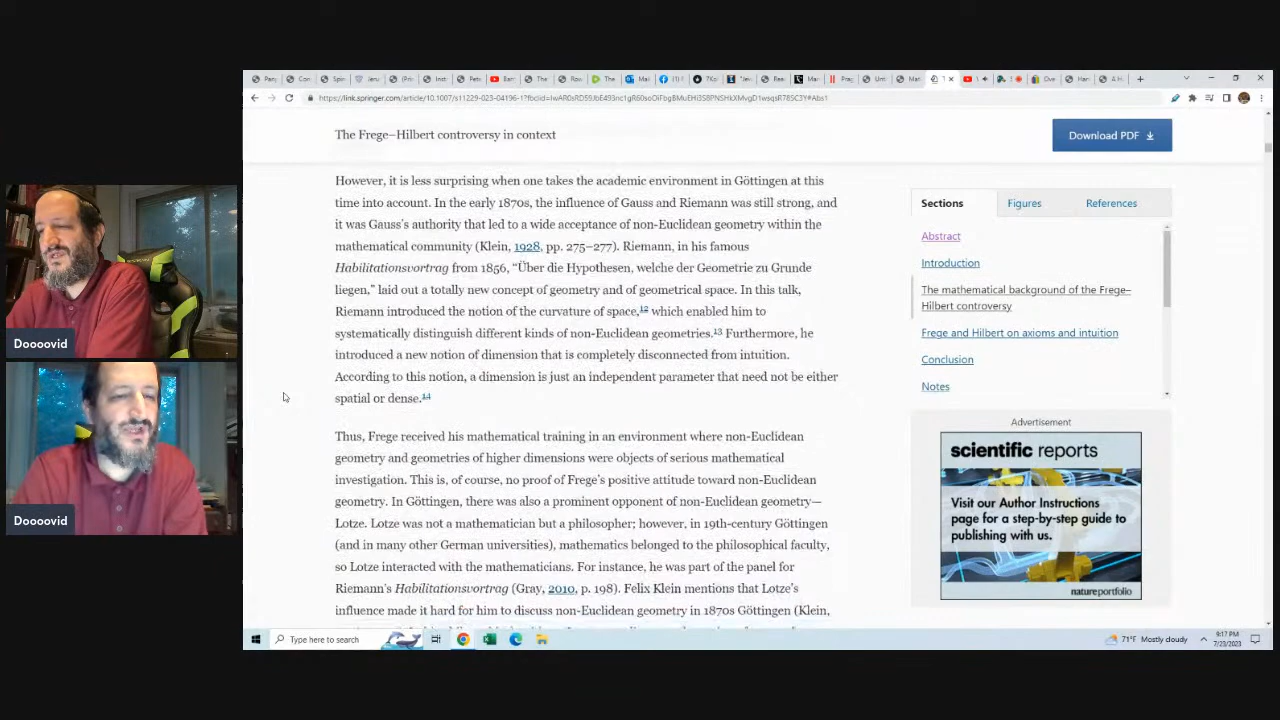 The Frege–Hilbert controversy in context
Download PDF
However, it is less surprising when one takes the academic environment in Göttingen at this
time into account. In the early 1870s, the influence of Gauss and Riemann was still strong, and
it was Gauss's authority that led to a wide acceptance of non-Euclidean geometry within the
mathematical community (Klein, 1928, pp. 275–277). Riemann, in his famous
Habilitationsvortrag from 1856, “Über die Hypothesen, welche der Geometrie zu Grunde
liegen,” laid out a totally new concept of geometry and of geometrical space. In this talk,
Riemann introduced the notion of the curvature of space,12 which enabled him to
systematically distinguish different kinds of non-Euclidean geometries.13 Furthermore, he
introduced a new notion of dimension that is completely disconnected from intuition.
According to this notion, a dimension is just an independent parameter that need not be either
spatial or dense.14
Thus, Frege received his mathematical training in an environment where non-Euclidean
geometry and geometries of higher dimensions were objects of serious mathematical
investigation. This is, of course, no proof of Frege's positive attitude toward non-Euclidean
geometry. In Göttingen, there was also a prominent opponent of non-Euclidean geometry—
Lotze. Lotze was not a mathematician but a philosopher; however, in 19th-century Göttingen
(and in many other German universities), mathematics belonged to the philosophical faculty,
so Lotze interacted with the mathematicians. For instance, he was part of the panel for
Riemann's Habilitationsvortrag (Gray, 2010, p. 198). Felix Klein mentions that Lotze's
influence made it hard for him to discuss non-Euclidean geometry in 1870s Göttingen (Klein,
Sections
Figures
References
Abstract
Introduction
The mathematical background of the Frege–
Hilbert controversy
Frege and Hilbert on axioms and intuition
Conclusion
Notes
Advertisement
scientific reports
Visit our Author Instructions
page for a step-by-step guide to
publishing with us.
natureportfolio
Doooovid
Doooovid
Type here to search
71°F Mostly cloudy
9:17 PM
7/23/2023